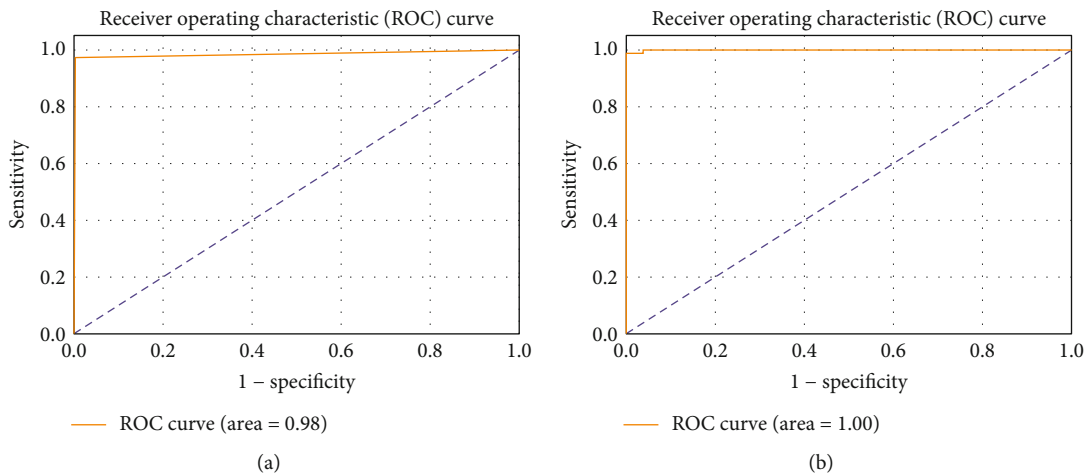 Receiver operating characteristic (ROC) curve
1.0
0.8
0.6
0.4
0.2
0.0
Sensitivity
0.0 0.2 0.4 0.6 0.8 1.0
1 − specificity
ROC curve (area = 0.98)
(a)
Receiver operating characteristic (ROC) curve
1.0
0.8
0.6
0.4
0.2
0.0
Sensitivity
0.0 0.2 0.4 0.6 0.8 1.0
1 − specificity
ROC curve (area = 1.00)
(b)